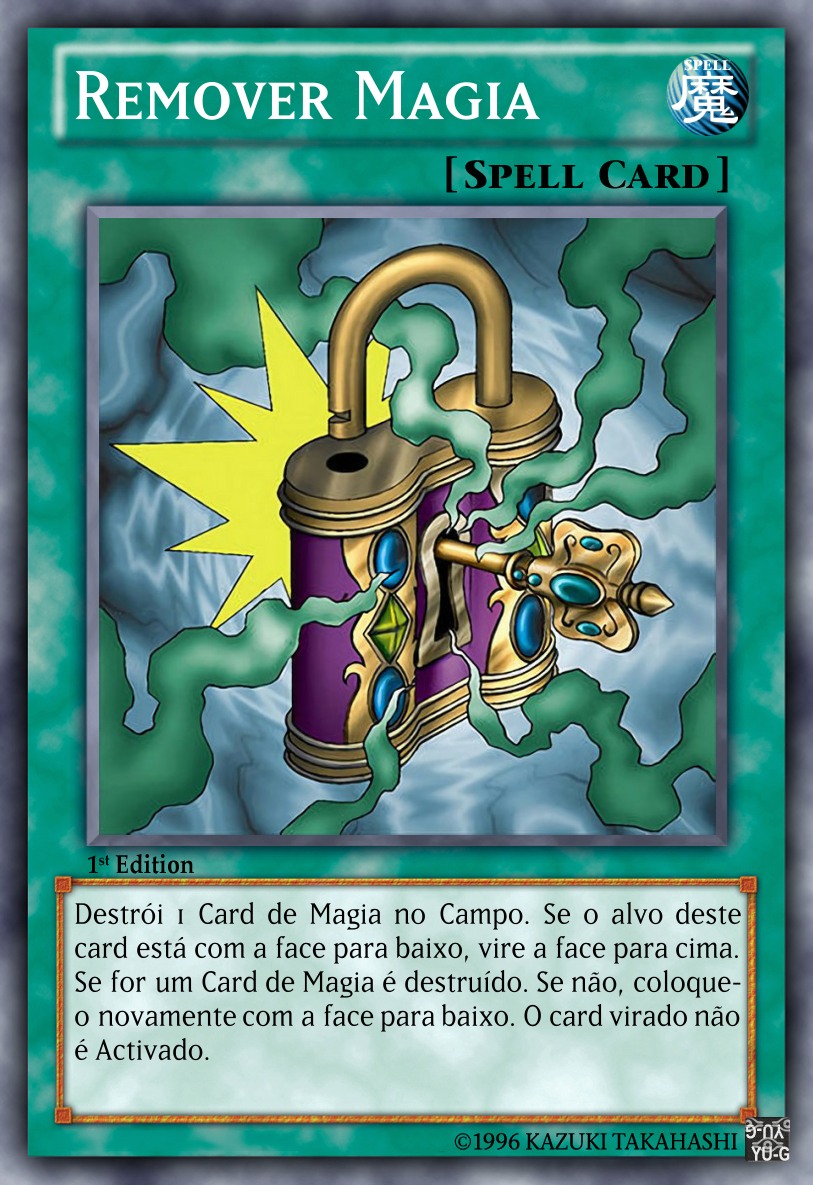 Remover Magia
SPELL
魔
[Spell Card]
1st Edition
Destrói 1 Card de Magia no Campo. Se o alvo deste
card está com a face para baixo, vire a face para cima.
Se for um Card de Magia é destruído. Se não, coloque-
o novamente com a face para baixo. O card virado não
é Activado.
©1996 KAZUKI TAKAHASHI
YU-G
YU-G